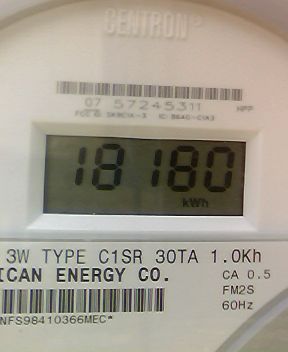 CENTRON
07 57245311
18180
kWh
3W TYPE C1SR 30TA 1.0Kh
ICAN ENERGY CO.
CA 0.5
FM2S
60Hz
NFS98410366MEC*